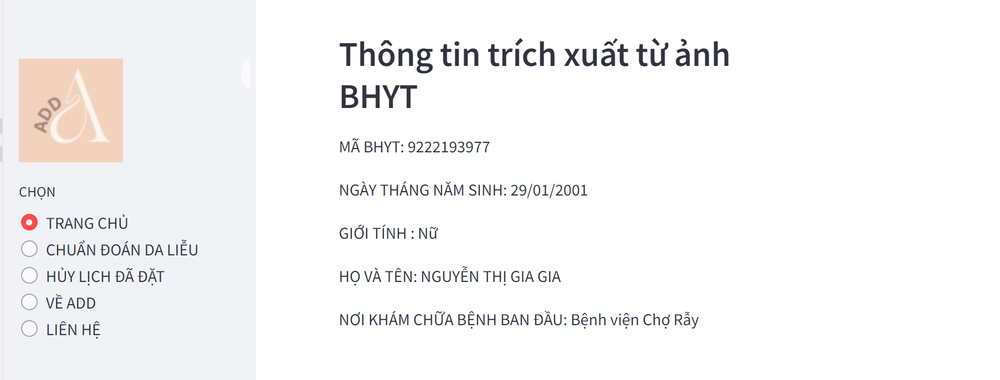 ADD
CHỌN
TRANG CHỦ
CHUẨN ĐOÁN DA LIỄU
HỦY LỊCH ĐÃ ĐẶT
VỀ ADD
LIÊN HỆ
Thông tin trích xuất từ ảnh
BHYT
MÃ BHYT: 9222193977
NGÀY THÁNG NĂM SINH: 29/01/2001
GIỚI TÍNH : Nữ
HỌ VÀ TÊN: NGUYỄN THỊ GIA GIA
NƠI KHÁM CHỮA BỆNH BAN ĐẦU: Bệnh viện Chợ Rẫy